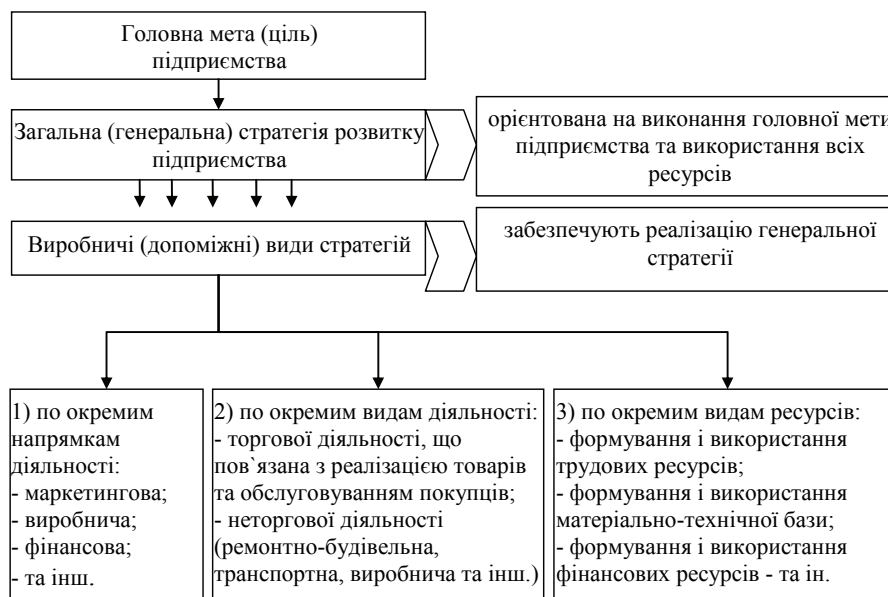 Головна мета (ціль)
підприємства
Загальна (генеральна) стратегія розвитку
підприємства
орієнтована на виконання головної мети
підприємства та використання всіх
ресурсів
Виробничі (допоміжні) види стратегій
забезпечують реалізацію генеральної
стратегії
1) по окремим
напрямкам
діяльності:
- маркетингова;
- виробнича;
- фінансова;
- та інш.
2) по окремим видам діяльності:
- торгової діяльності, що
пов`язана з реалізацією товарів
та обслуговуванням покупців;
- неторгової діяльності
(ремонтно-будівельна,
транспортна, виробнича та інш.)
3) по окремим видам ресурсів:
- формування і використання
трудових ресурсів;
- формування і використання
матеріально-технічної бази;
- формування і використання
фінансових ресурсів - та ін.